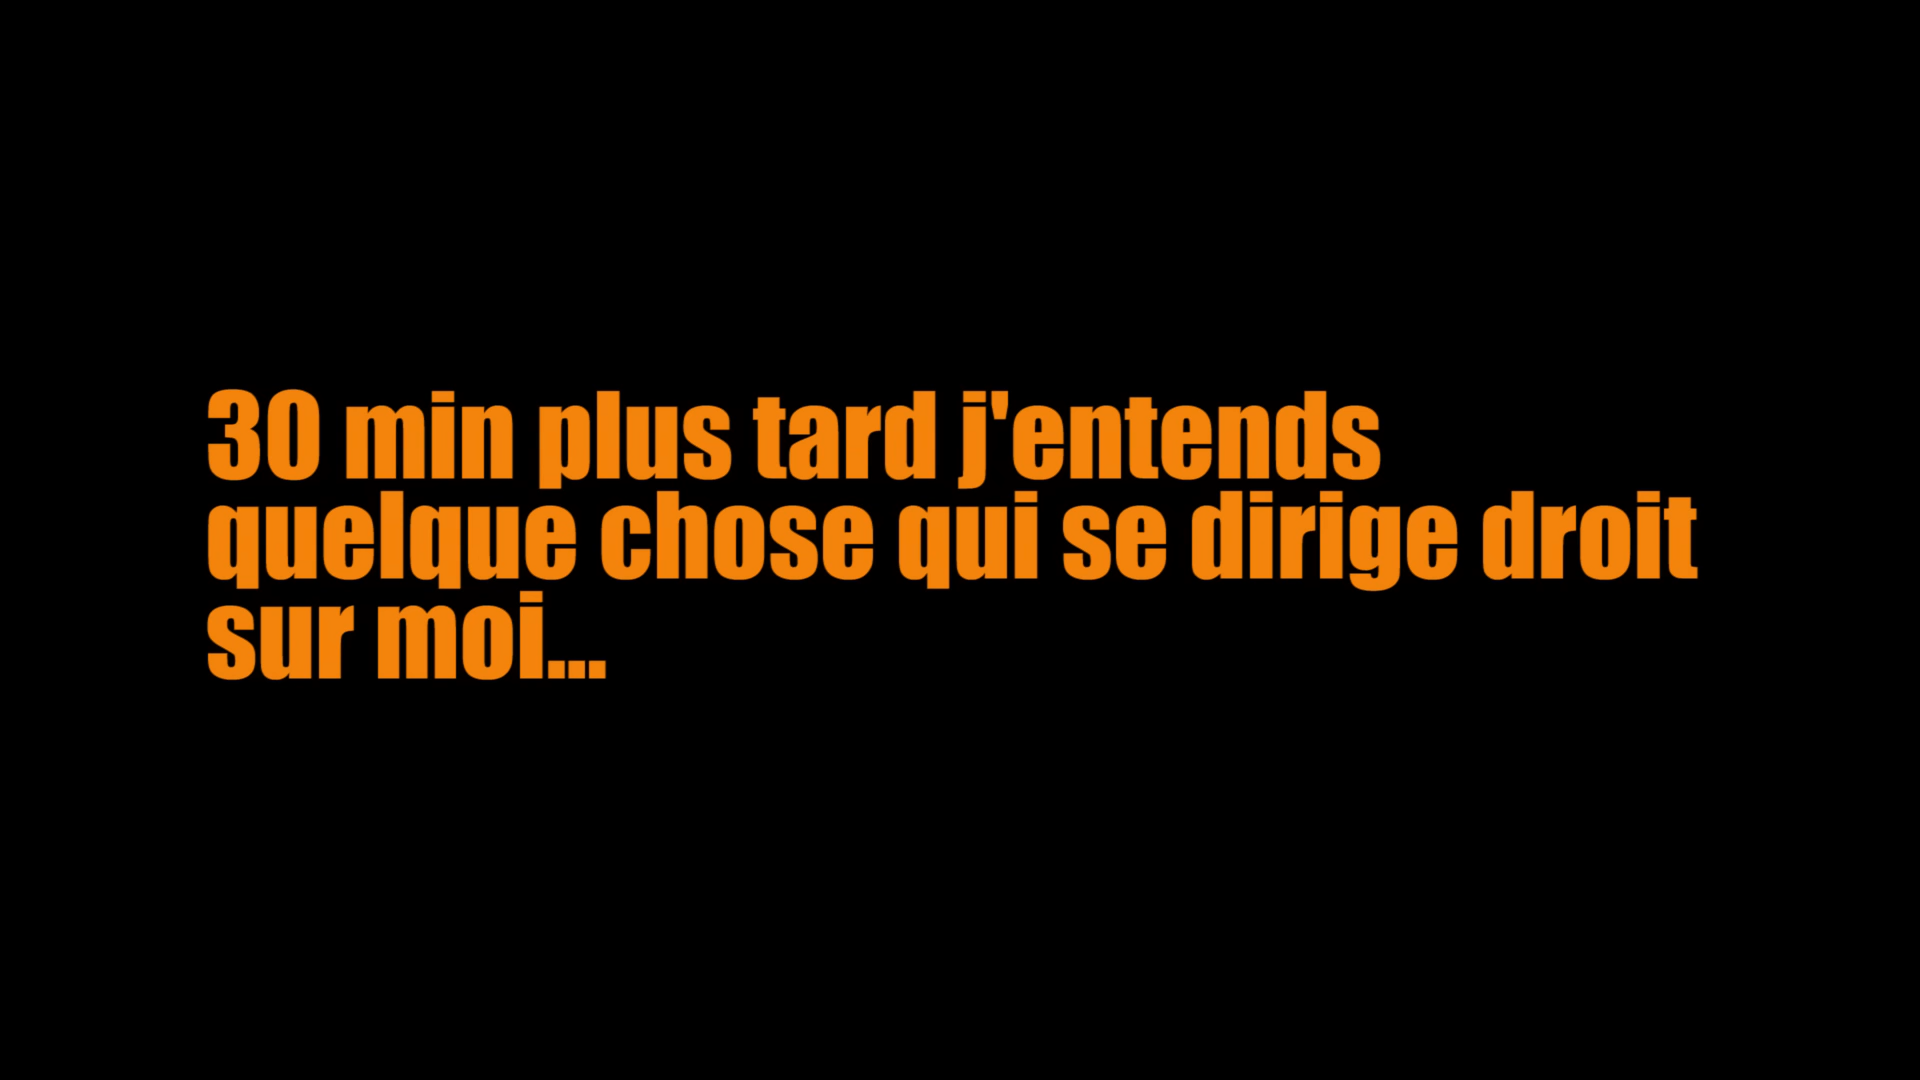 30 min plus tard j'entends
quelque chose qui se dirige droit
sur moi...